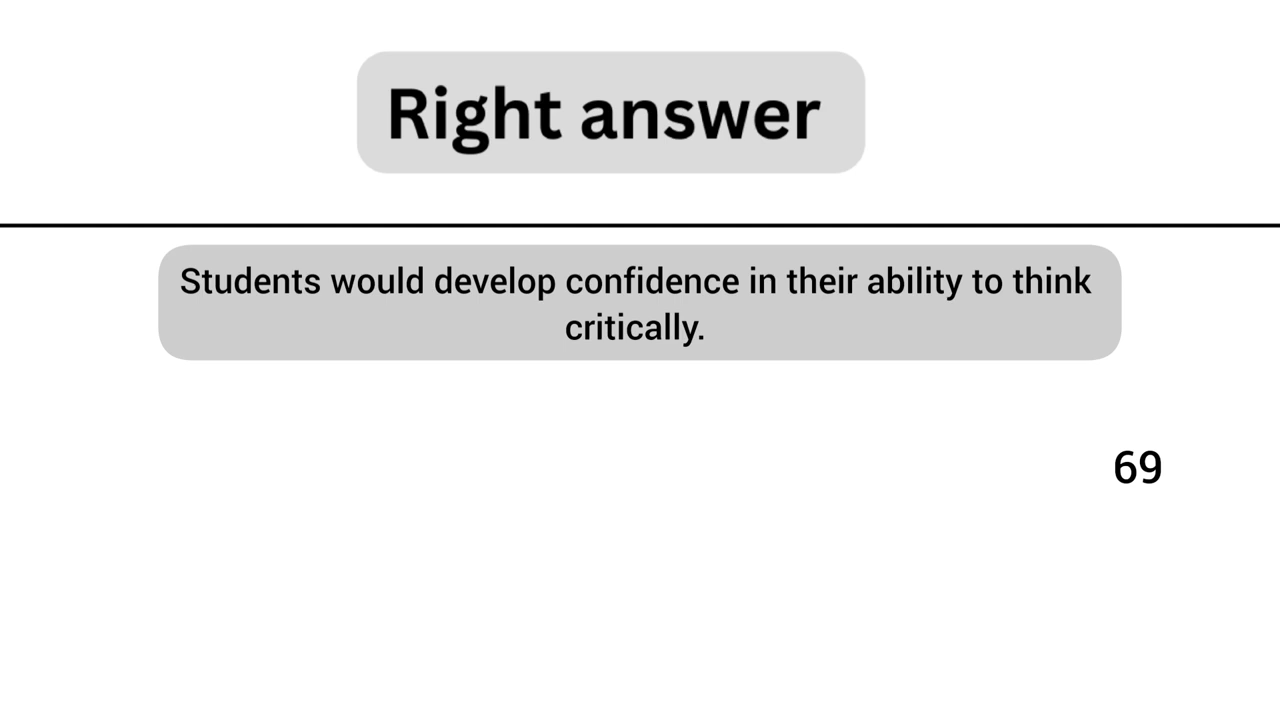 Right answer
Students would develop confidence in their ability to think
critically.
69